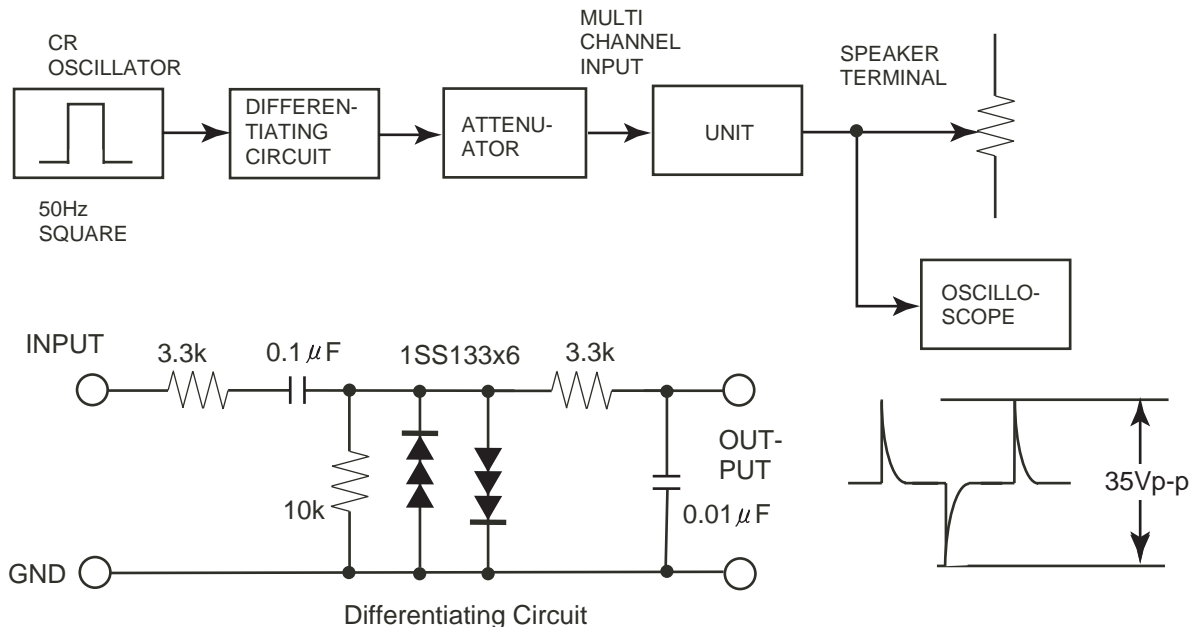 CR
OSCILLATOR
50Hz
SQUARE
DIFFEREN-
TIATING
CIRCUIT
ATTENU-
ATOR
MULTI
CHANNEL
INPUT
UNIT
SPEAKER
TERMINAL
OSCILLO-
SCOPE
INPUT
3.3k
0.1μF
1SS133x6
3.3k
10k
OUT-
PUT
0.01μF
GND
Differentiating Circuit
35Vp-p